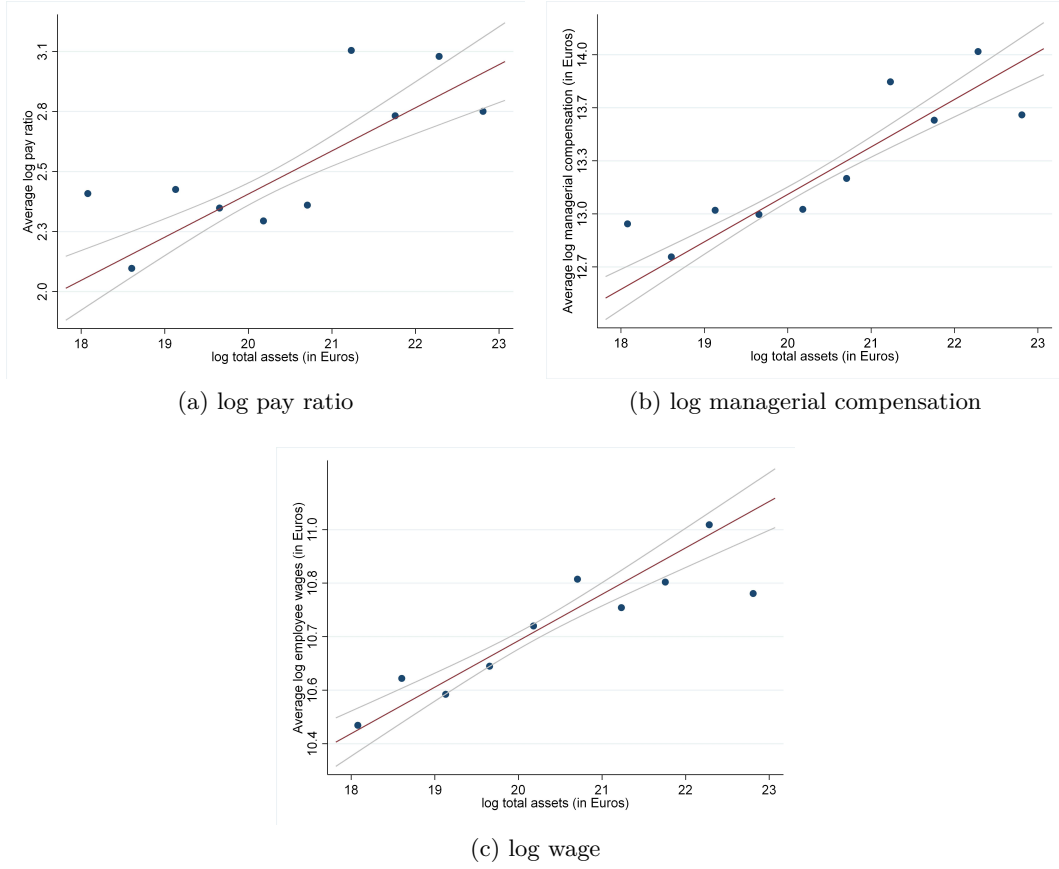 Average log pay ratio
3.1
2.8
2.5
2.3
2.0
18 19 20 21 22 23
log total assets (in Euros)
(a) log pay ratio
Average log managerial compensation (in Euros)
14.0
13.7
13.3
13.0
12.7
18 19 20 21 22 23
log total assets (in Euros)
(b) log managerial compensation
Average log employee wages (in Euros)
11.0
10.8
10.7
10.6
10.4
18 19 20 21 22 23
log total assets (in Euros)
(c) log wage